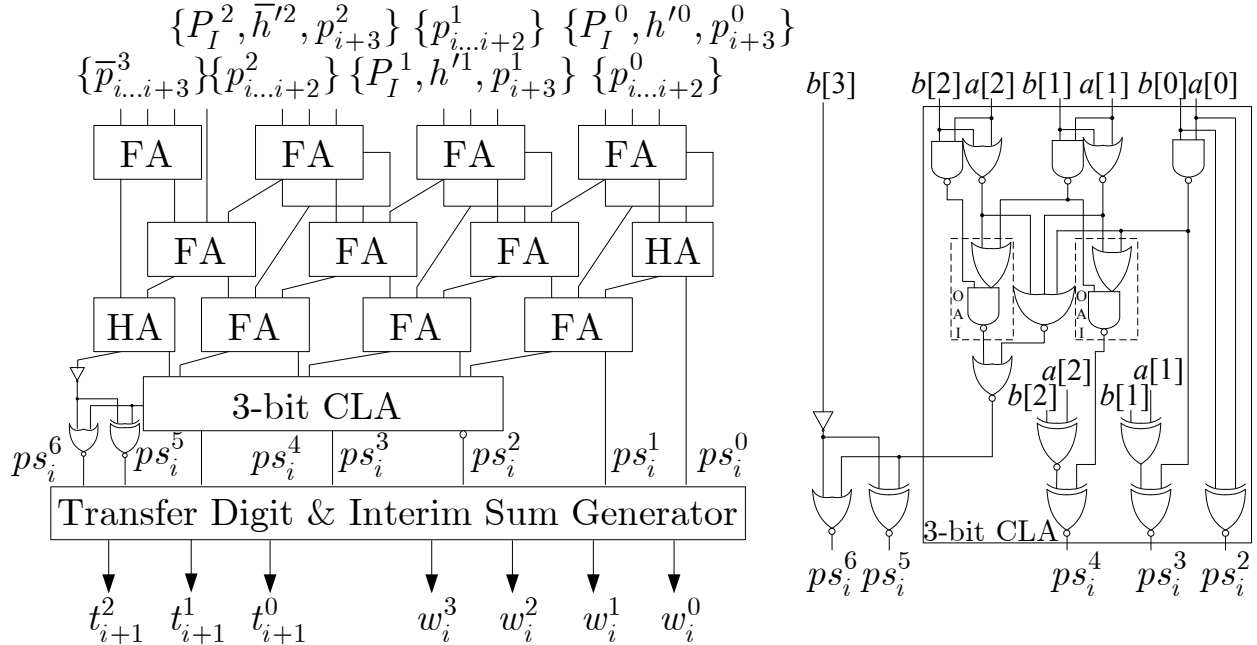 {P_I^2, h̅'^2, p_{i+3}^2} {p_{i...i+2}^1} {P_I^0, h'^0, p_{i+3}^0}
{p̅_{i...i+3}^3} {p_{i...i+2}^2} {P_I^1, h'^1, p_{i+3}^1} {p_{i...i+2}^0}
FA FA FA FA
FA FA FA HA
HA FA FA FA
3-bit CLA
ps_i^6 ps_i^5 ps_i^4 ps_i^3 ps_i^2 ps_i^1 ps_i^0
Transfer Digit & Interim Sum Generator
t_{i+1}^2 t_{i+1}^1 t_{i+1}^0 w_i^3 w_i^2 w_i^1 w_i^0
b[3] b[2] a[2] b[1] a[1] b[0] a[0]
OAI OAI
a[2] a[1]
b[2] b[1]
3-bit CLA
ps_i^6 ps_i^5 ps_i^4 ps_i^3 ps_i^2